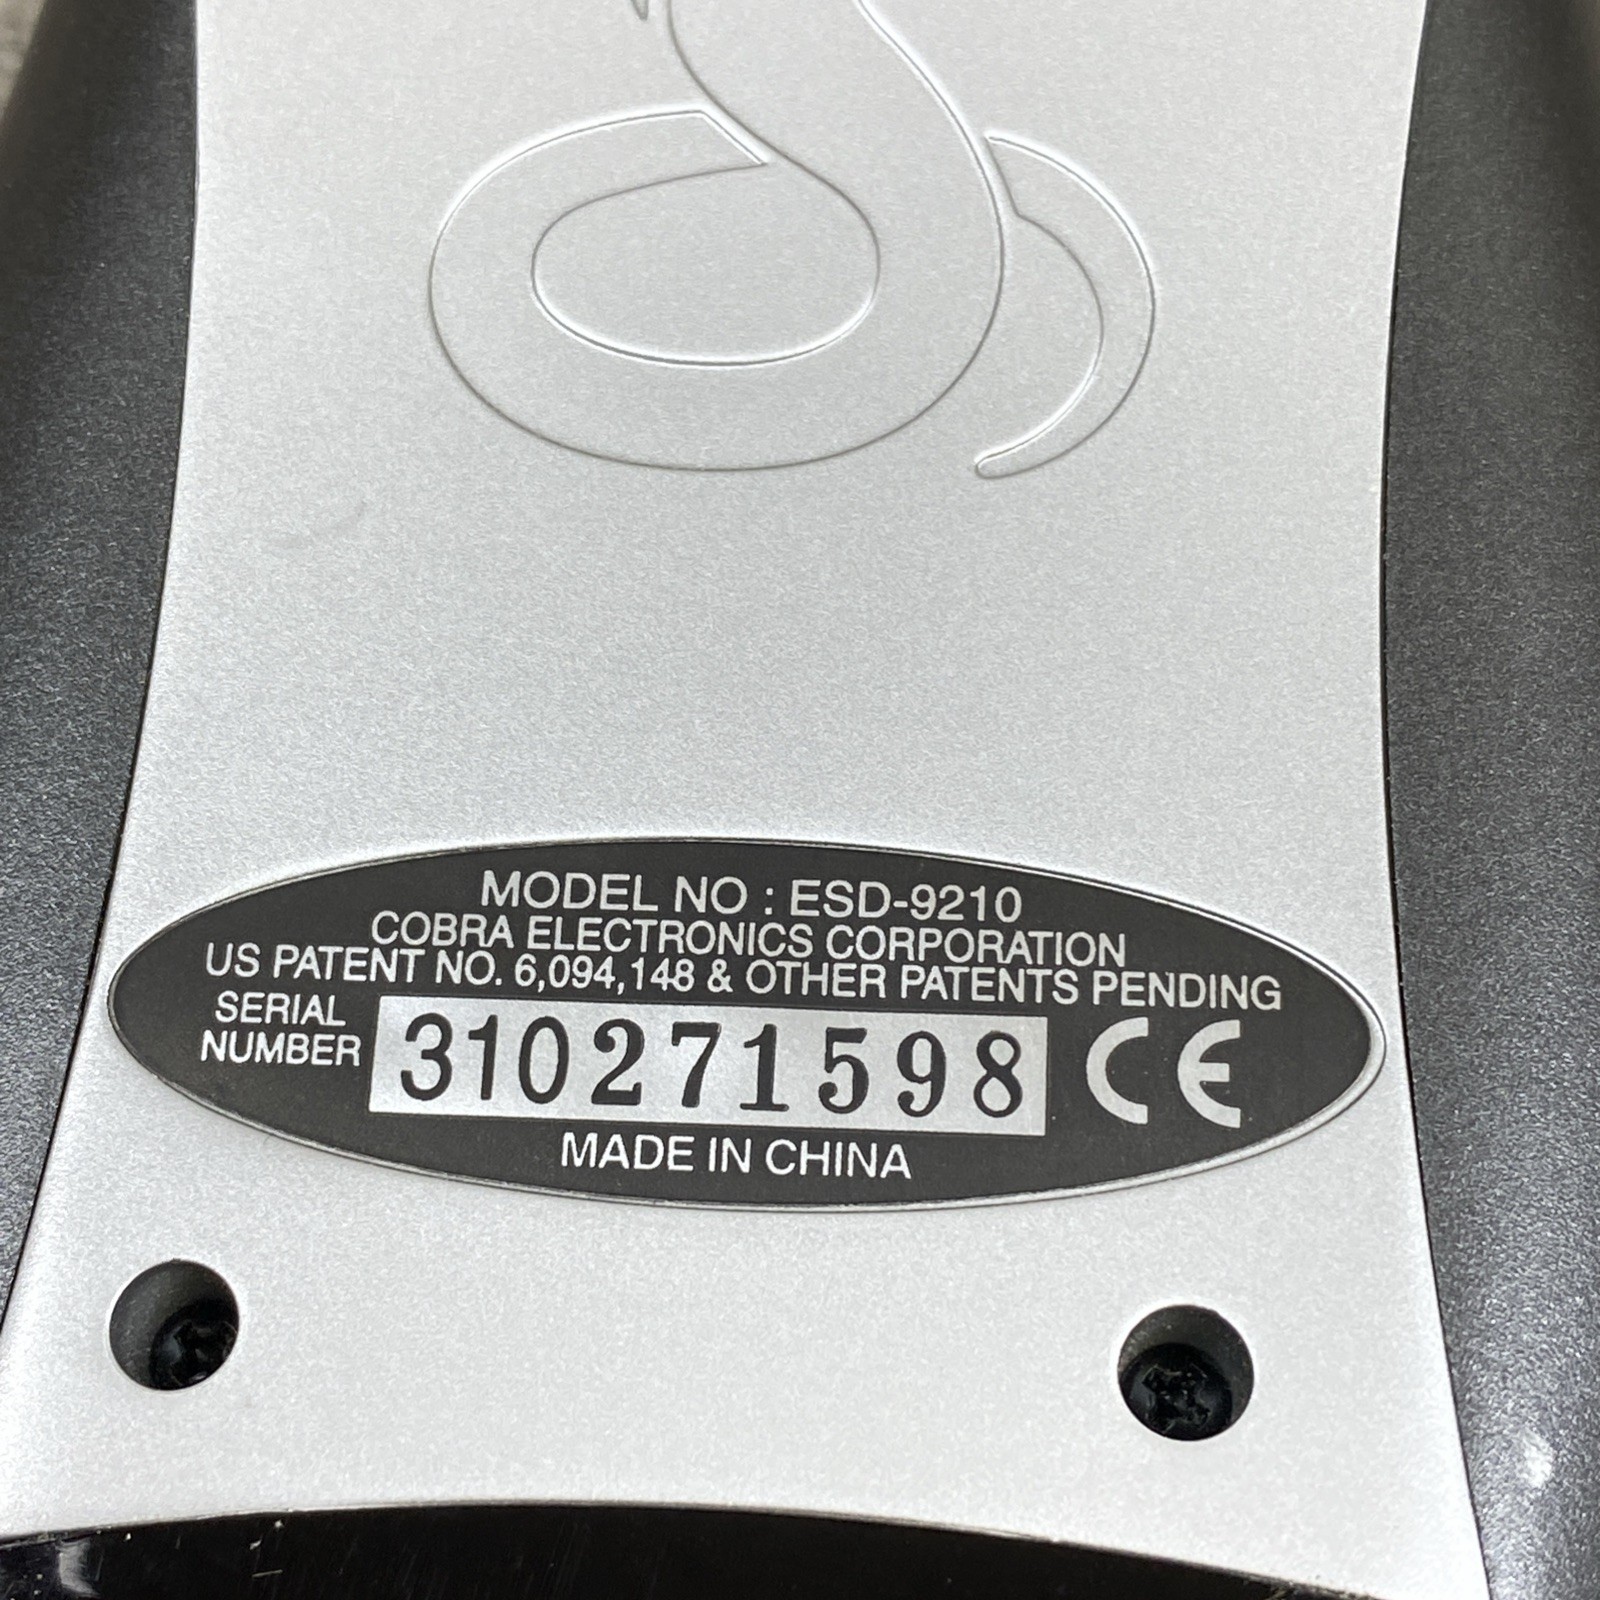 MODEL NO : ESD-9210
COBRA ELECTRONICS CORPORATION
US PATENT NO. 6,094,148 & OTHER PATENTS PENDING
SERIAL
NUMBER 310271598 CE
MADE IN CHINA